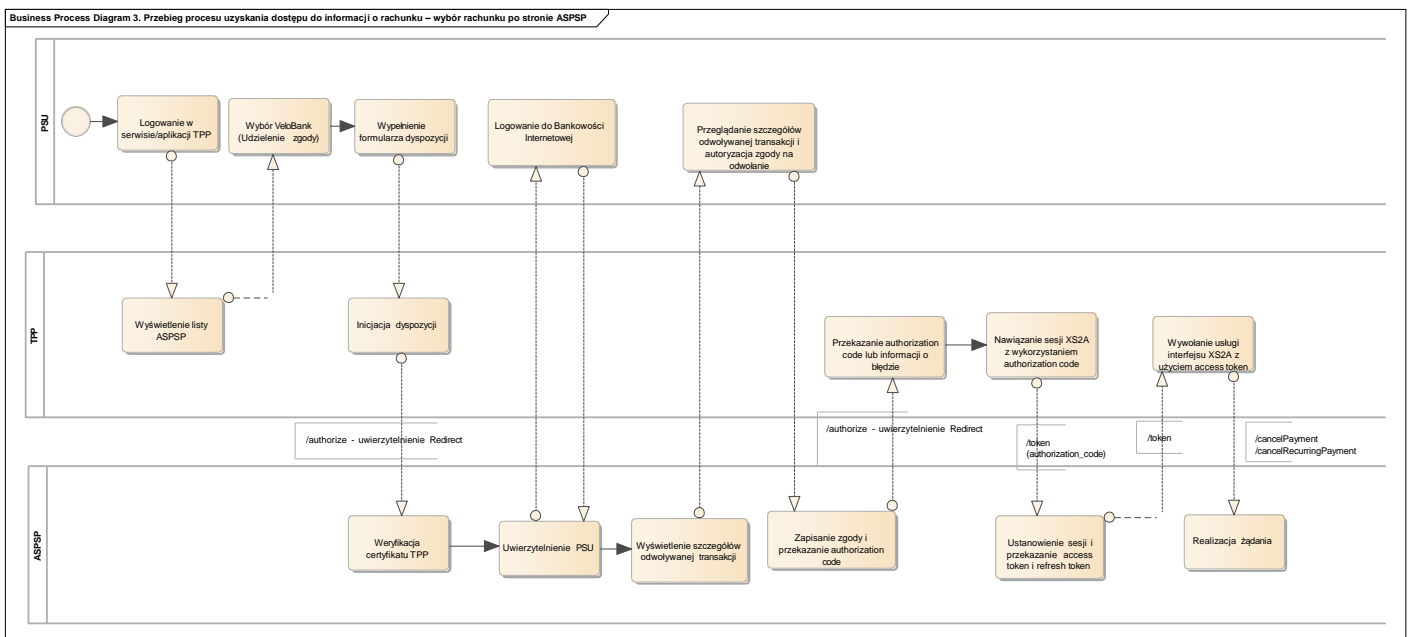 Business Process Diagram 3. Przebieg procesu uzyskania dostępu do informacji o rachunku – wybór rachunku po stronie ASPSP
PSU
Logowanie w
serwisie/aplikacji TPP
Wybór VeloBank
(Udzielenie zgody)
Wypełnienie
formularza dyspozycji
Logowanie do Bankowości
Internetowej
Przeglądanie szczegółów
odwoływanej transakcji i
autoryzacja zgody na
odwołanie
TPP
Wyświetlenie listy
ASPSP
Inicjacja dyspozycji
Przekazanie authorization
code lub informacji o
błędzie
Nawiązanie sesji XS2A
z wykorzystaniem
authorization code
Wywołanie usługi
interfejsu XS2A z
użyciem access token
/authorize - uwierzytelnienie Redirect
/authorize - uwierzytelnienie Redirect
/token
(authorization_code)
/token
/cancelPayment
/cancelRecurringPayment
ASPSP
Weryfikacja
certyfikatu TPP
Uwierzytelnienie PSU
Wyświetlenie szczegółów
odwoływanej transakcji
Zapisanie zgody i
przekazanie authorization
code
Ustanowienie sesji i
przekazanie access
token i refresh token
Realizacja żądania